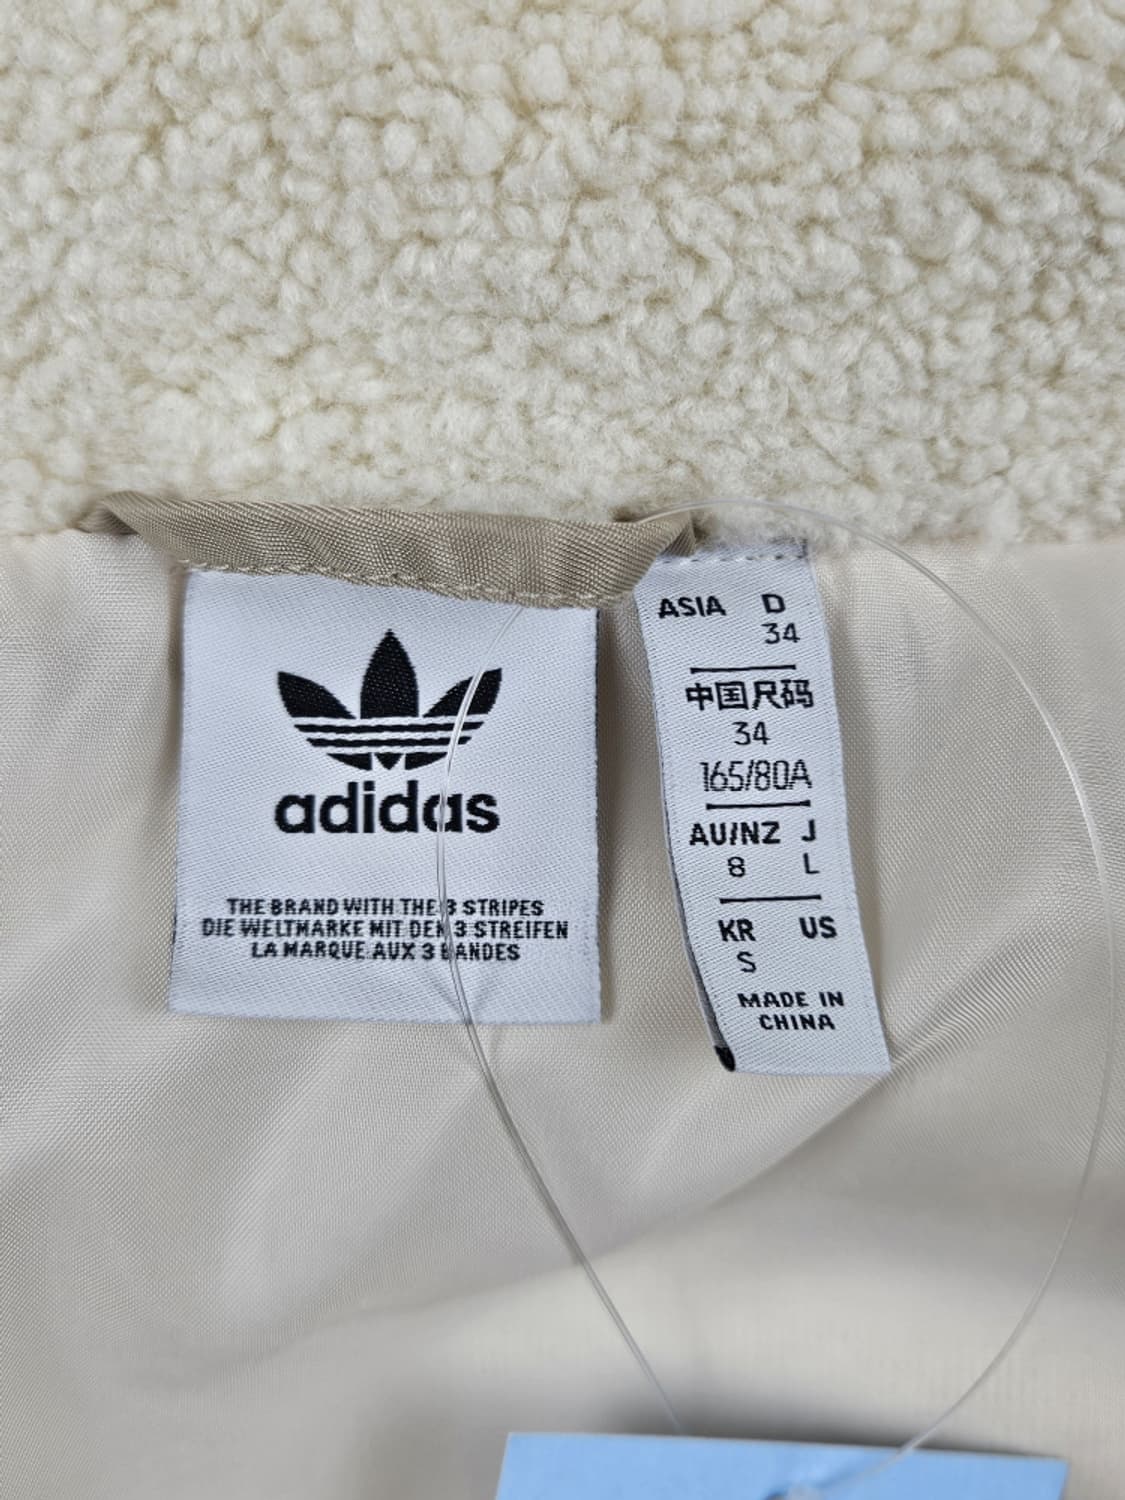 adidas
THE BRAND WITH THE 3 STRIPES
DIE WELTMARKE MIT DEN 3 STREIFEN
LA MARQUE AUX 3 BANDES
ASIA D
34
中国尺码
34
165/80A
AU/NZ J
8 L
KR US
S
MADE IN
CHINA